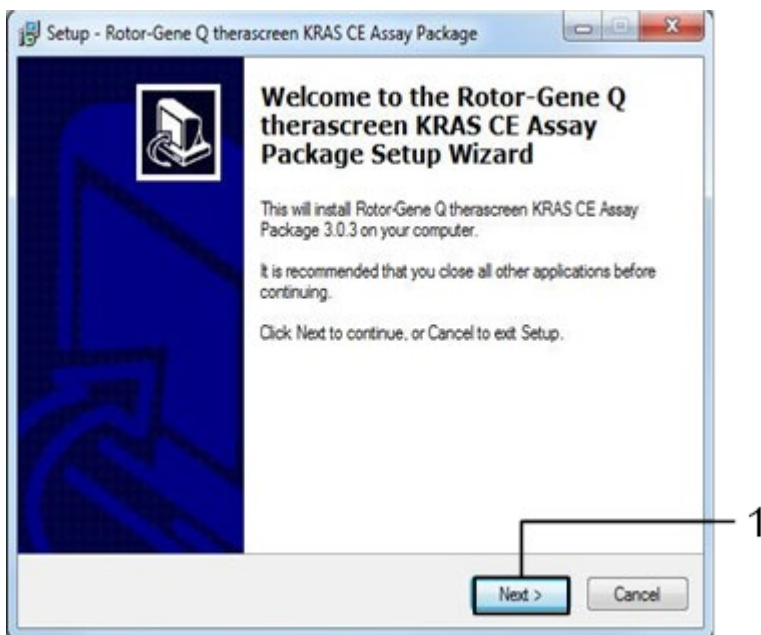 Setup - Rotor-Gene Q therascreen KRAS CE Assay Package
Welcome to the Rotor-Gene Q
therascreen KRAS CE Assay
Package Setup Wizard
This will install Rotor-Gene Q therascreen KRAS CE Assay
Package 3.0.3 on your computer.
It is recommended that you close all other applications before
continuing.
Click Next to continue, or Cancel to exit Setup.
1
Next >
Cancel